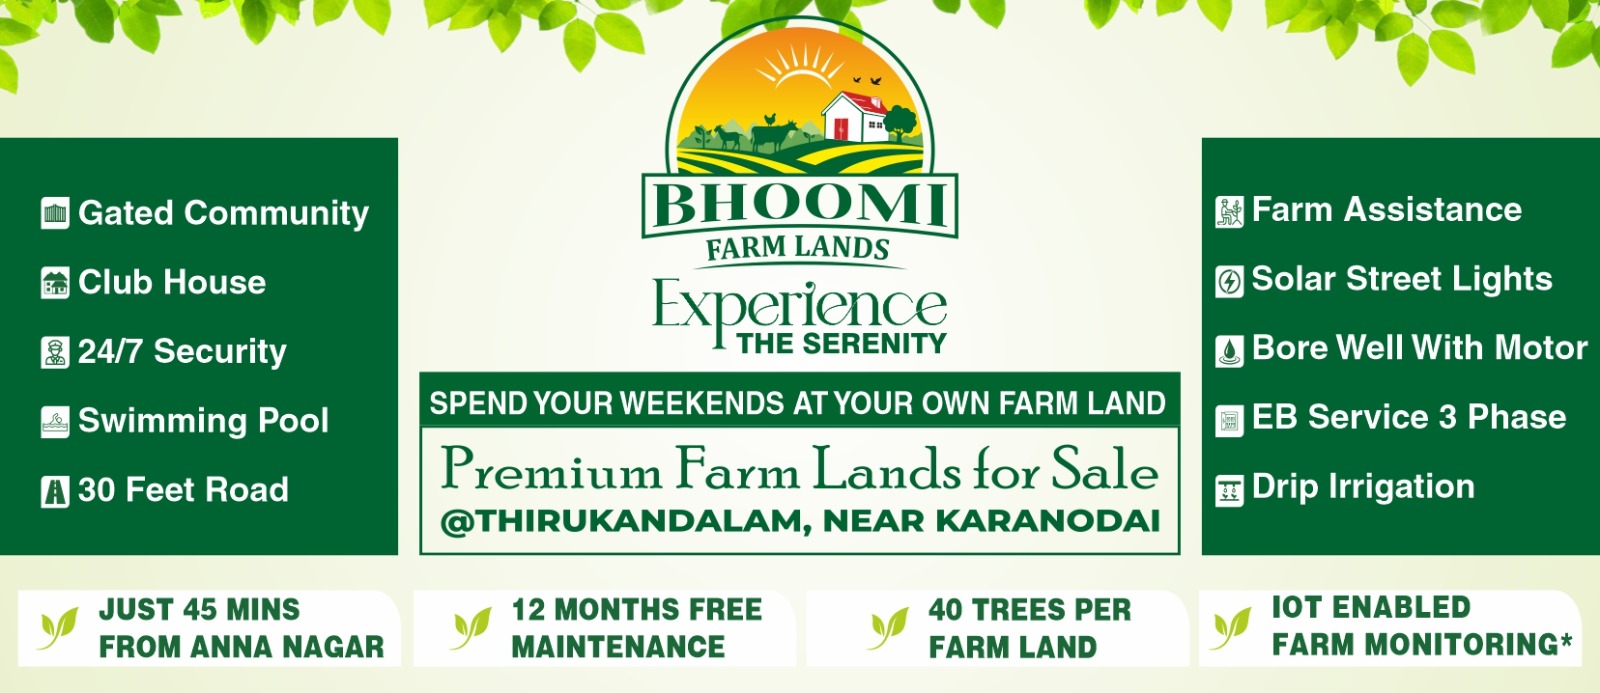 BHOOMI
FARM LANDS
Experience
THE SERENITY
Gated Community
Club House
24/7 Security
Swimming Pool
30 Feet Road
SPEND YOUR WEEKENDS AT YOUR OWN FARM LAND
Premium Farm Lands for Sale
@THIRUKANDALAM, NEAR KARANODAI
Farm Assistance
Solar Street Lights
Bore Well With Motor
EB Service 3 Phase
Drip Irrigation
JUST 45 MINS
FROM ANNA NAGAR
12 MONTHS FREE
MAINTENANCE
40 TREES PER
FARM LAND
IOT ENABLED
FARM MONITORING*